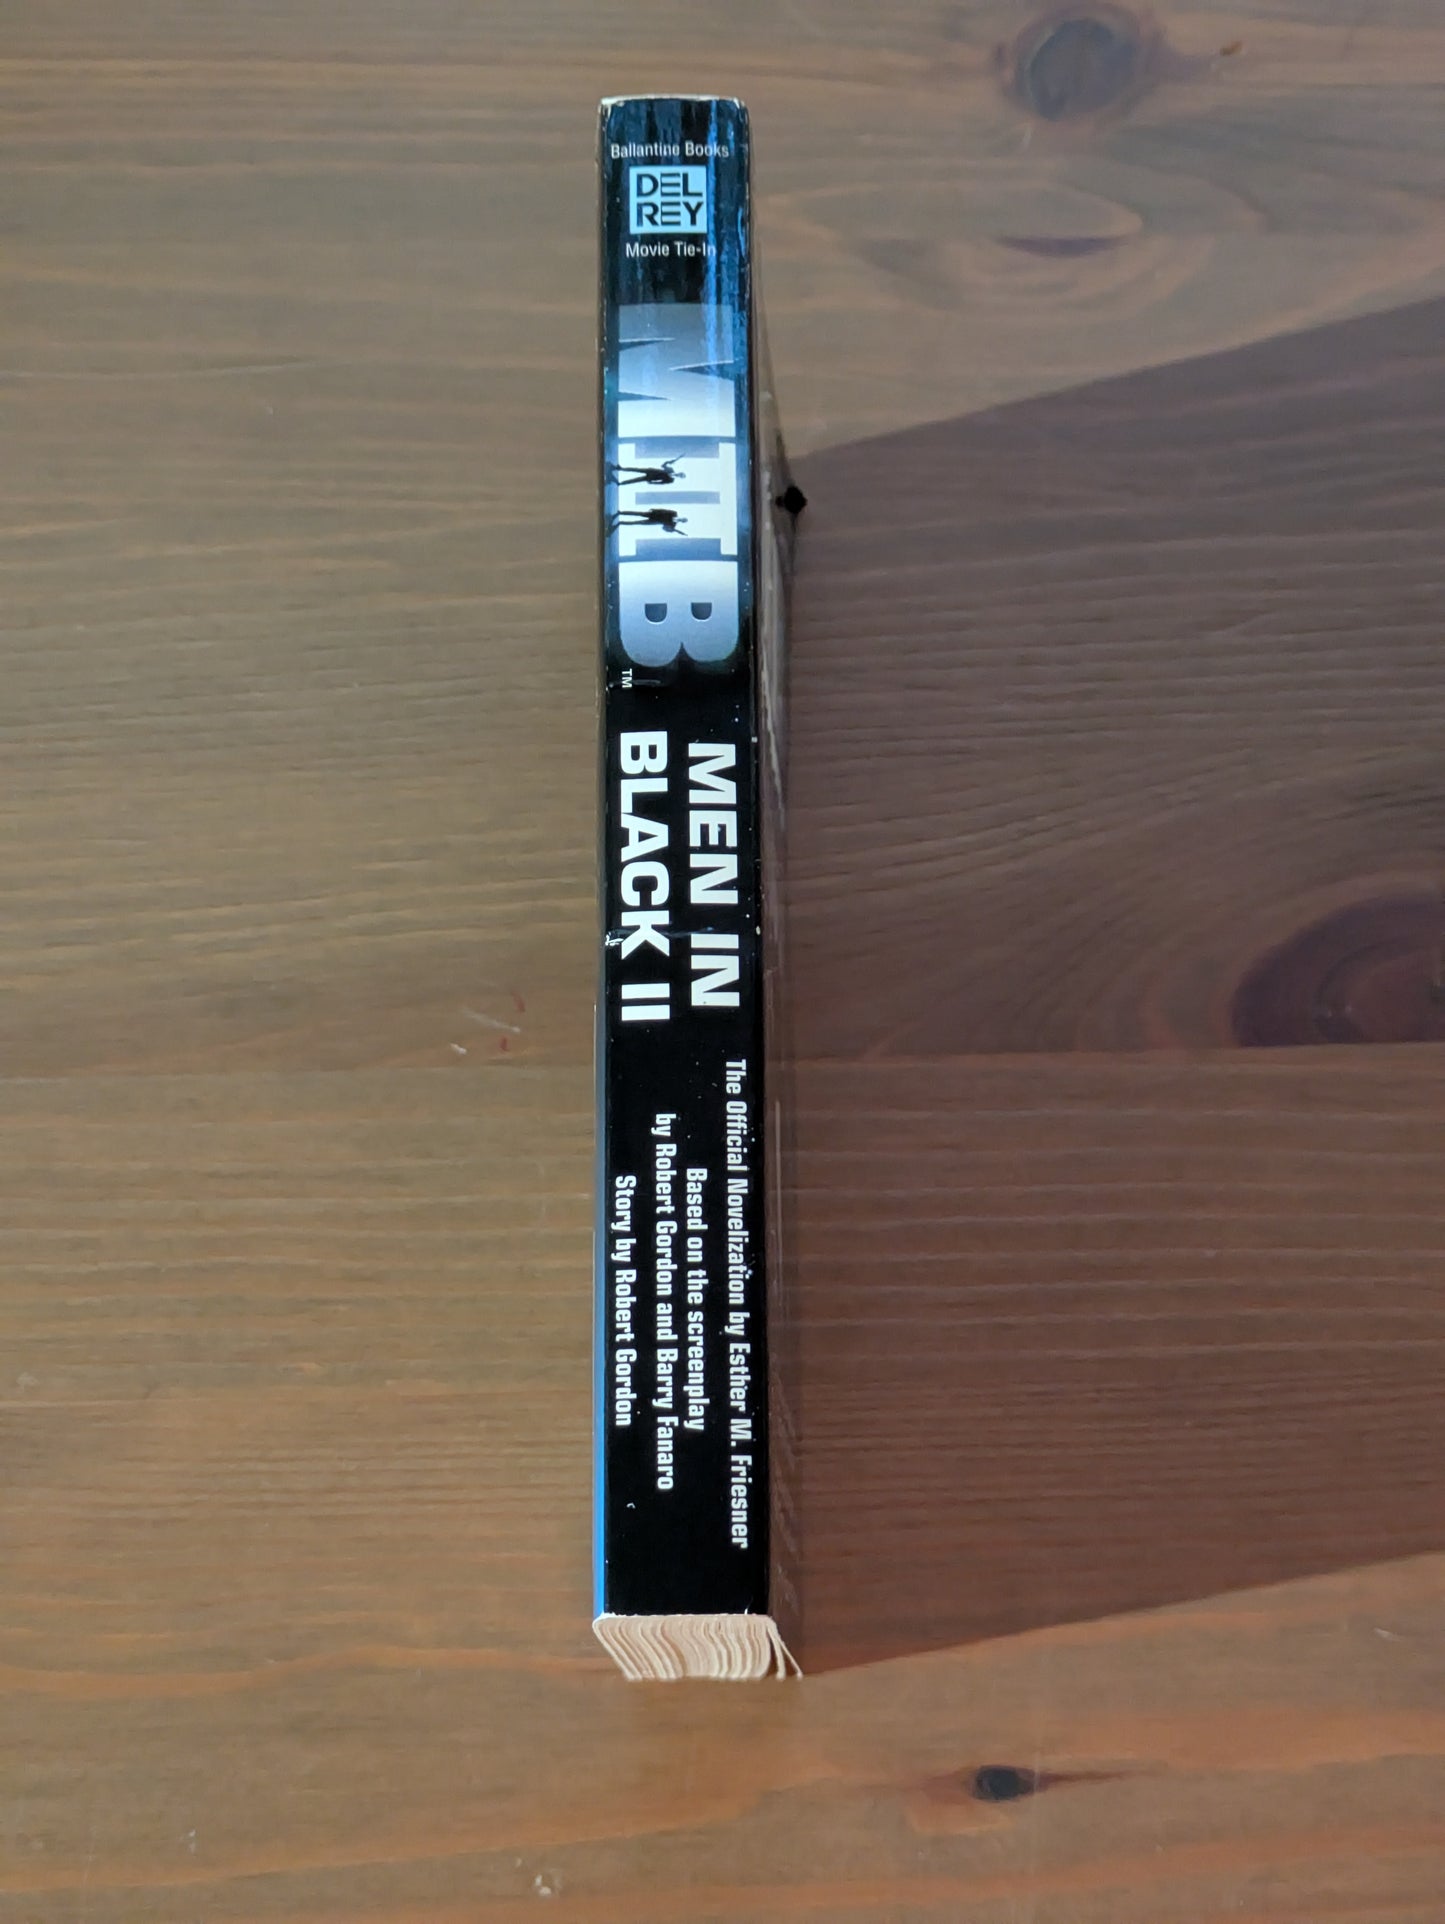 Ballantine Books
DEL
REY
Movie Tie-In
MIIB
™
MEN IN
BLACK II
The Official Novelization by Esther M. Friesner
Based on the screenplay
by Robert Gordon and Barry Fanaro
Story by Robert Gordon